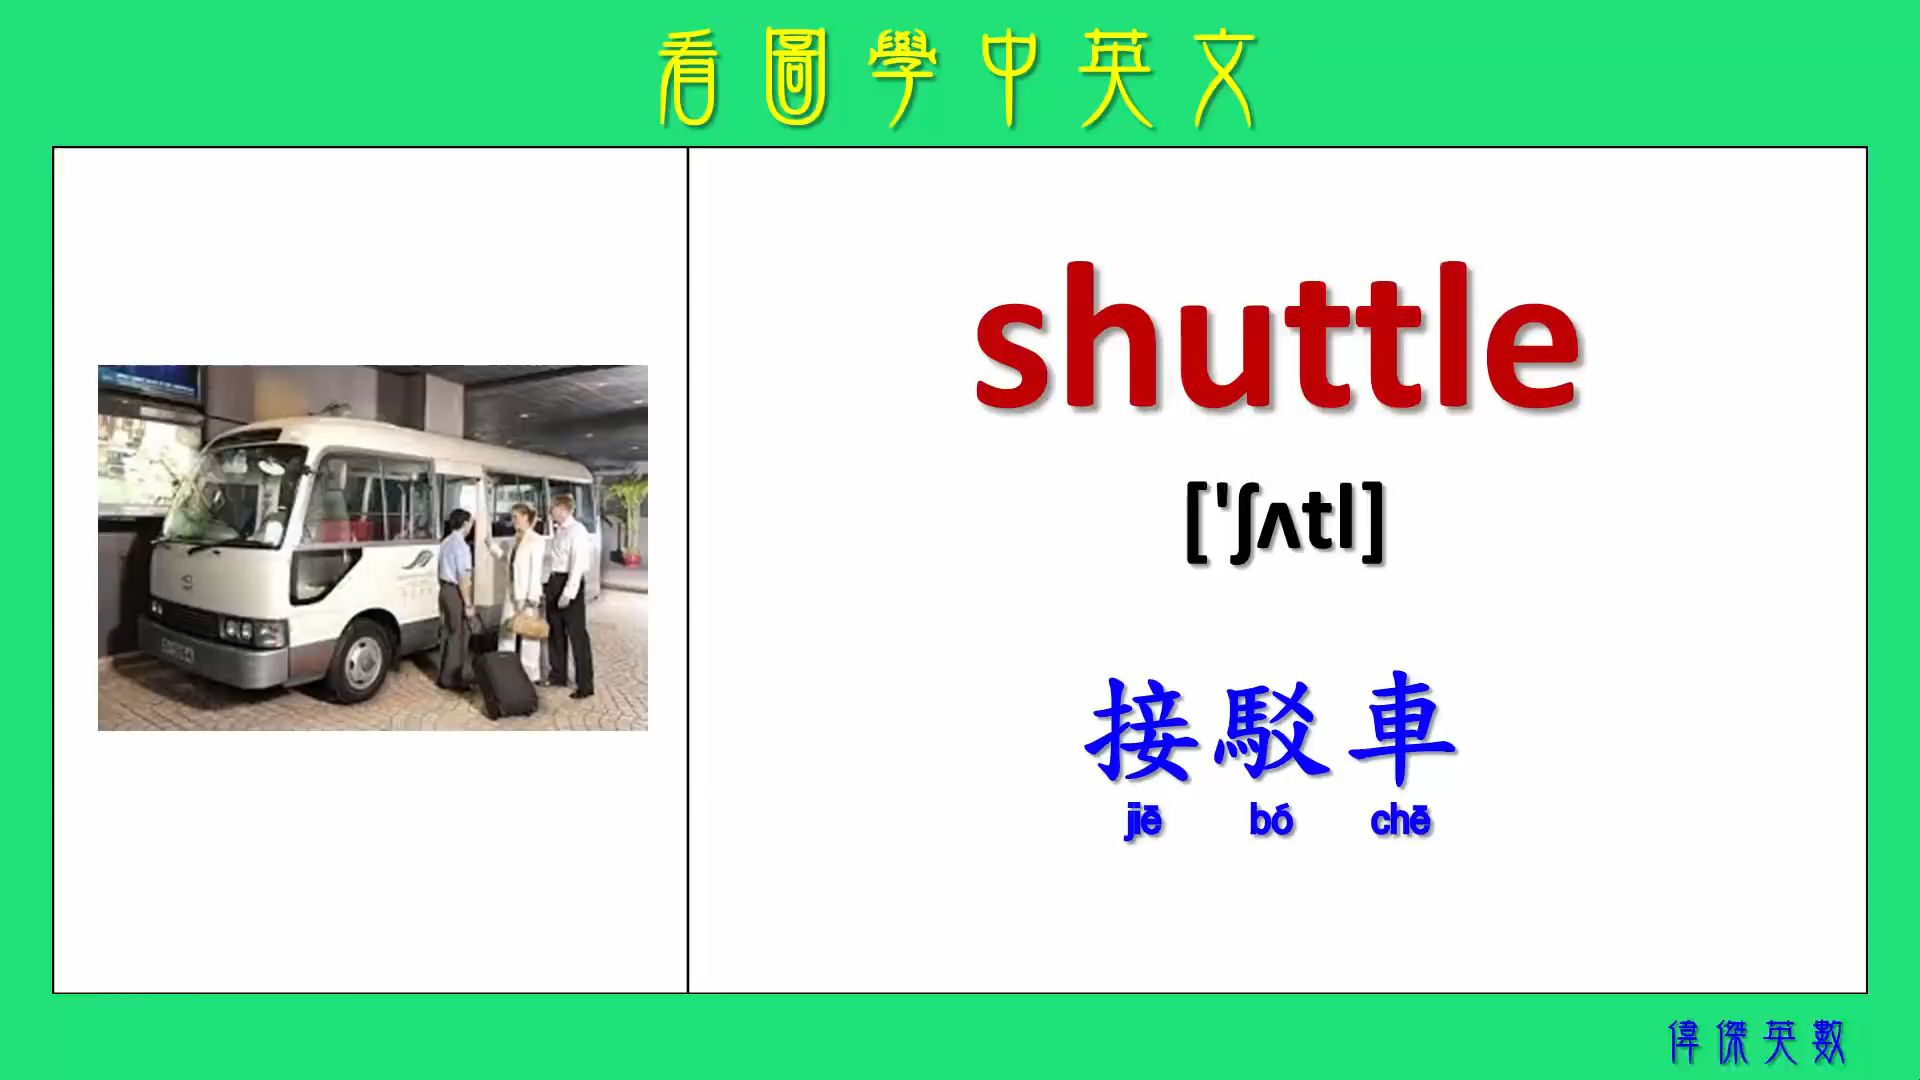 看圖學中英文
shuttle
['ʃʌtl]
接駁車
jiē bó chē
偉傑英數